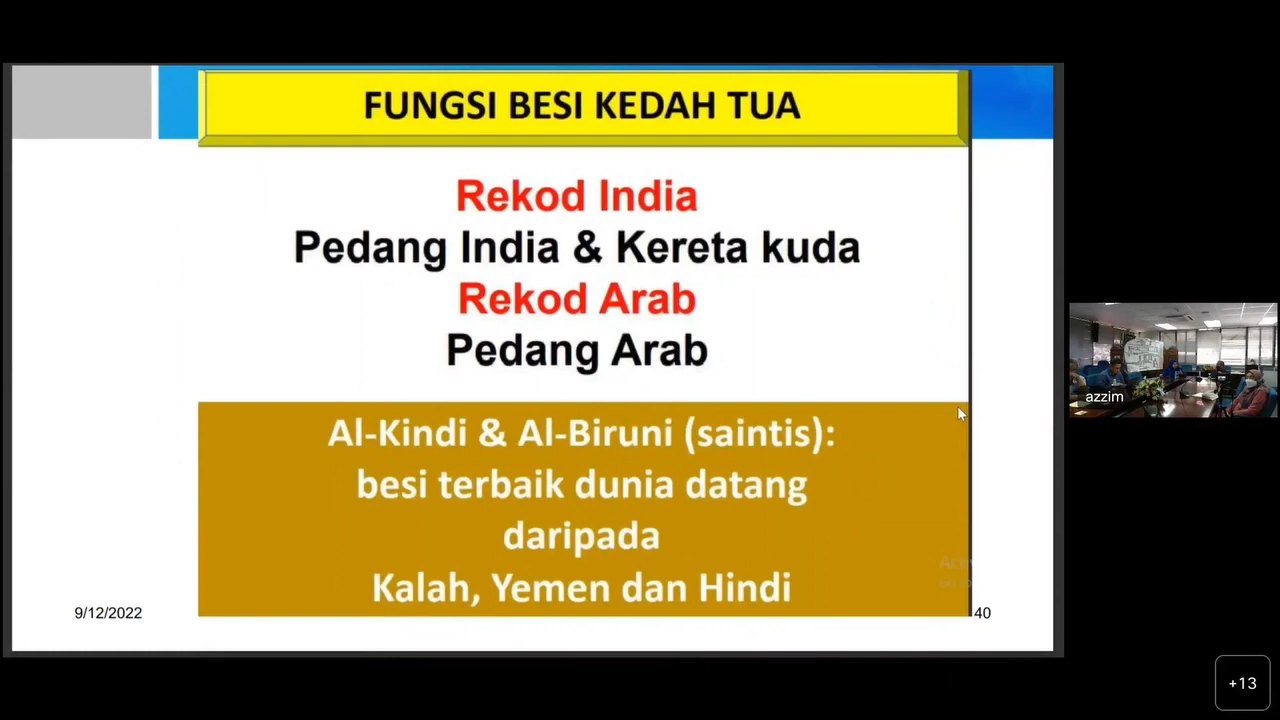 FUNGSI BESI KEDAH TUA
Rekod India
Pedang India & Kereta kuda
Rekod Arab
Pedang Arab
Al-Kindi & Al-Biruni (saintis):
besi terbaik dunia datang
daripada
Kalah, Yemen dan Hindi
9/12/2022
40
azzim
+13